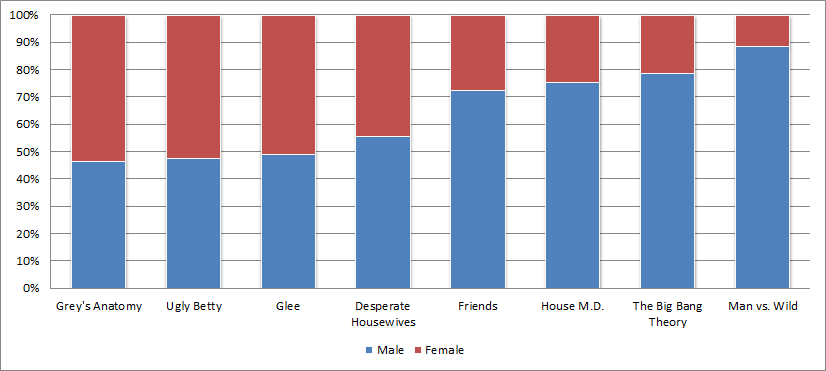 100%
90%
80%
70%
60%
50%
40%
30%
20%
10%
0%
Grey's Anatomy
Ugly Betty
Glee
Desperate
Housewives
Friends
House M.D.
The Big Bang
Theory
Man vs. Wild
Male
Female